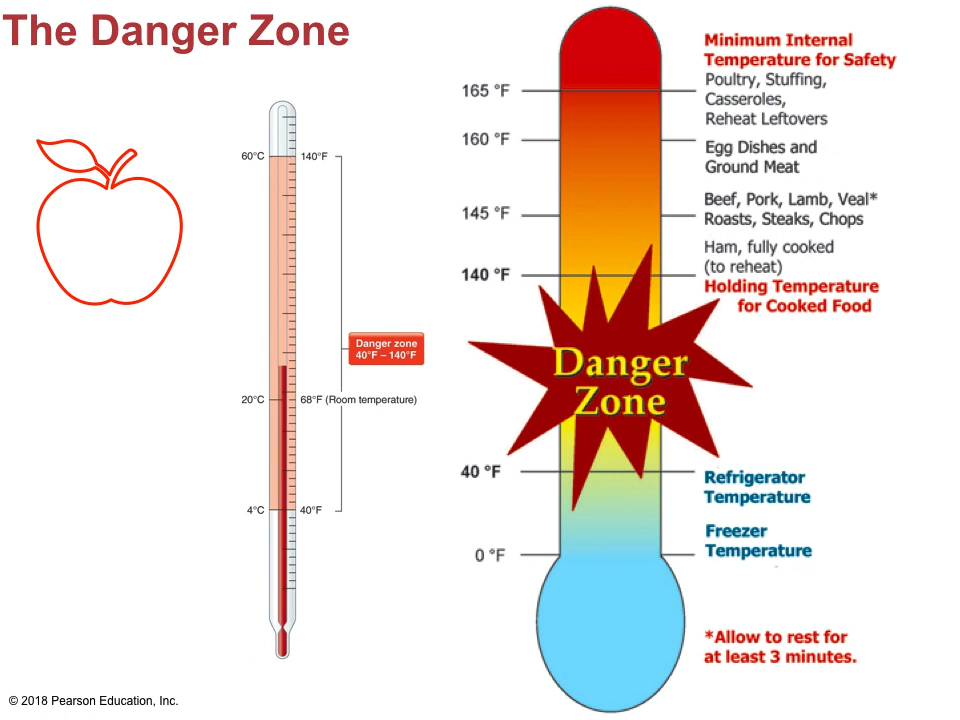 The Danger Zone
60°C
140°F
Danger zone
40°F – 140°F
20°C
68°F (Room temperature)
4°C
40°F
165 °F
160 °F
145 °F
140 °F
40 °F
0 °F
Minimum Internal
Temperature for Safety
Poultry, Stuffing,
Casseroles,
Reheat Leftovers
Egg Dishes and
Ground Meat
Beef, Pork, Lamb, Veal*
Roasts, Steaks, Chops
Ham, fully cooked
(to reheat)
Holding Temperature
for Cooked Food
Danger
Zone
Refrigerator
Temperature
Freezer
Temperature
*Allow to rest for
at least 3 minutes.
© 2018 Pearson Education, Inc.